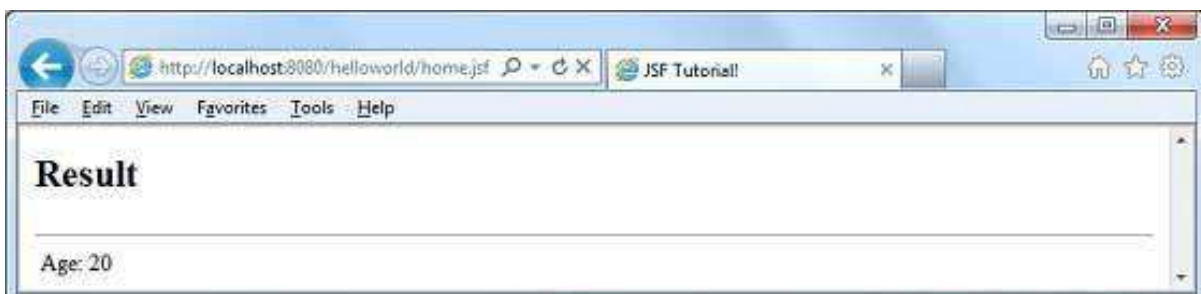 http://localhost:8080/helloworld/home.jsf
JSF Tutorial!
File Edit View Favorites Tools Help
Result
Age: 20